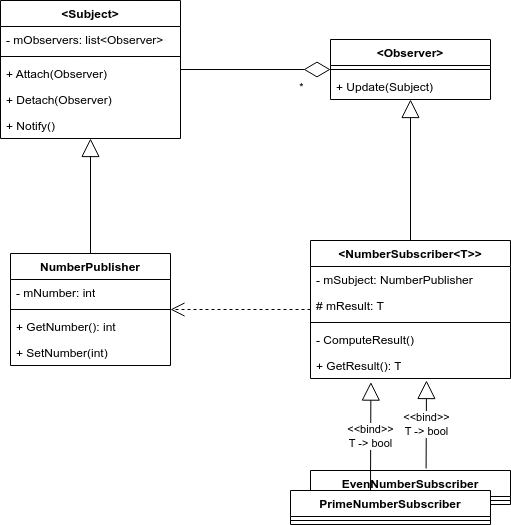 <Subject>
- mObservers: list<Observer>
+ Attach(Observer)
+ Detach(Observer)
+ Notify()
<Observer>
+ Update(Subject)
*
NumberPublisher
- mNumber: int
+ GetNumber(): int
+ SetNumber(int)
<NumberSubscriber<T>>
- mSubject: NumberPublisher
# mResult: T
- ComputeResult()
+ GetResult(): T
<<bind>>
T -> bool
<<bind>>
T -> bool
EvenNumberSubscriber
PrimeNumberSubscriber